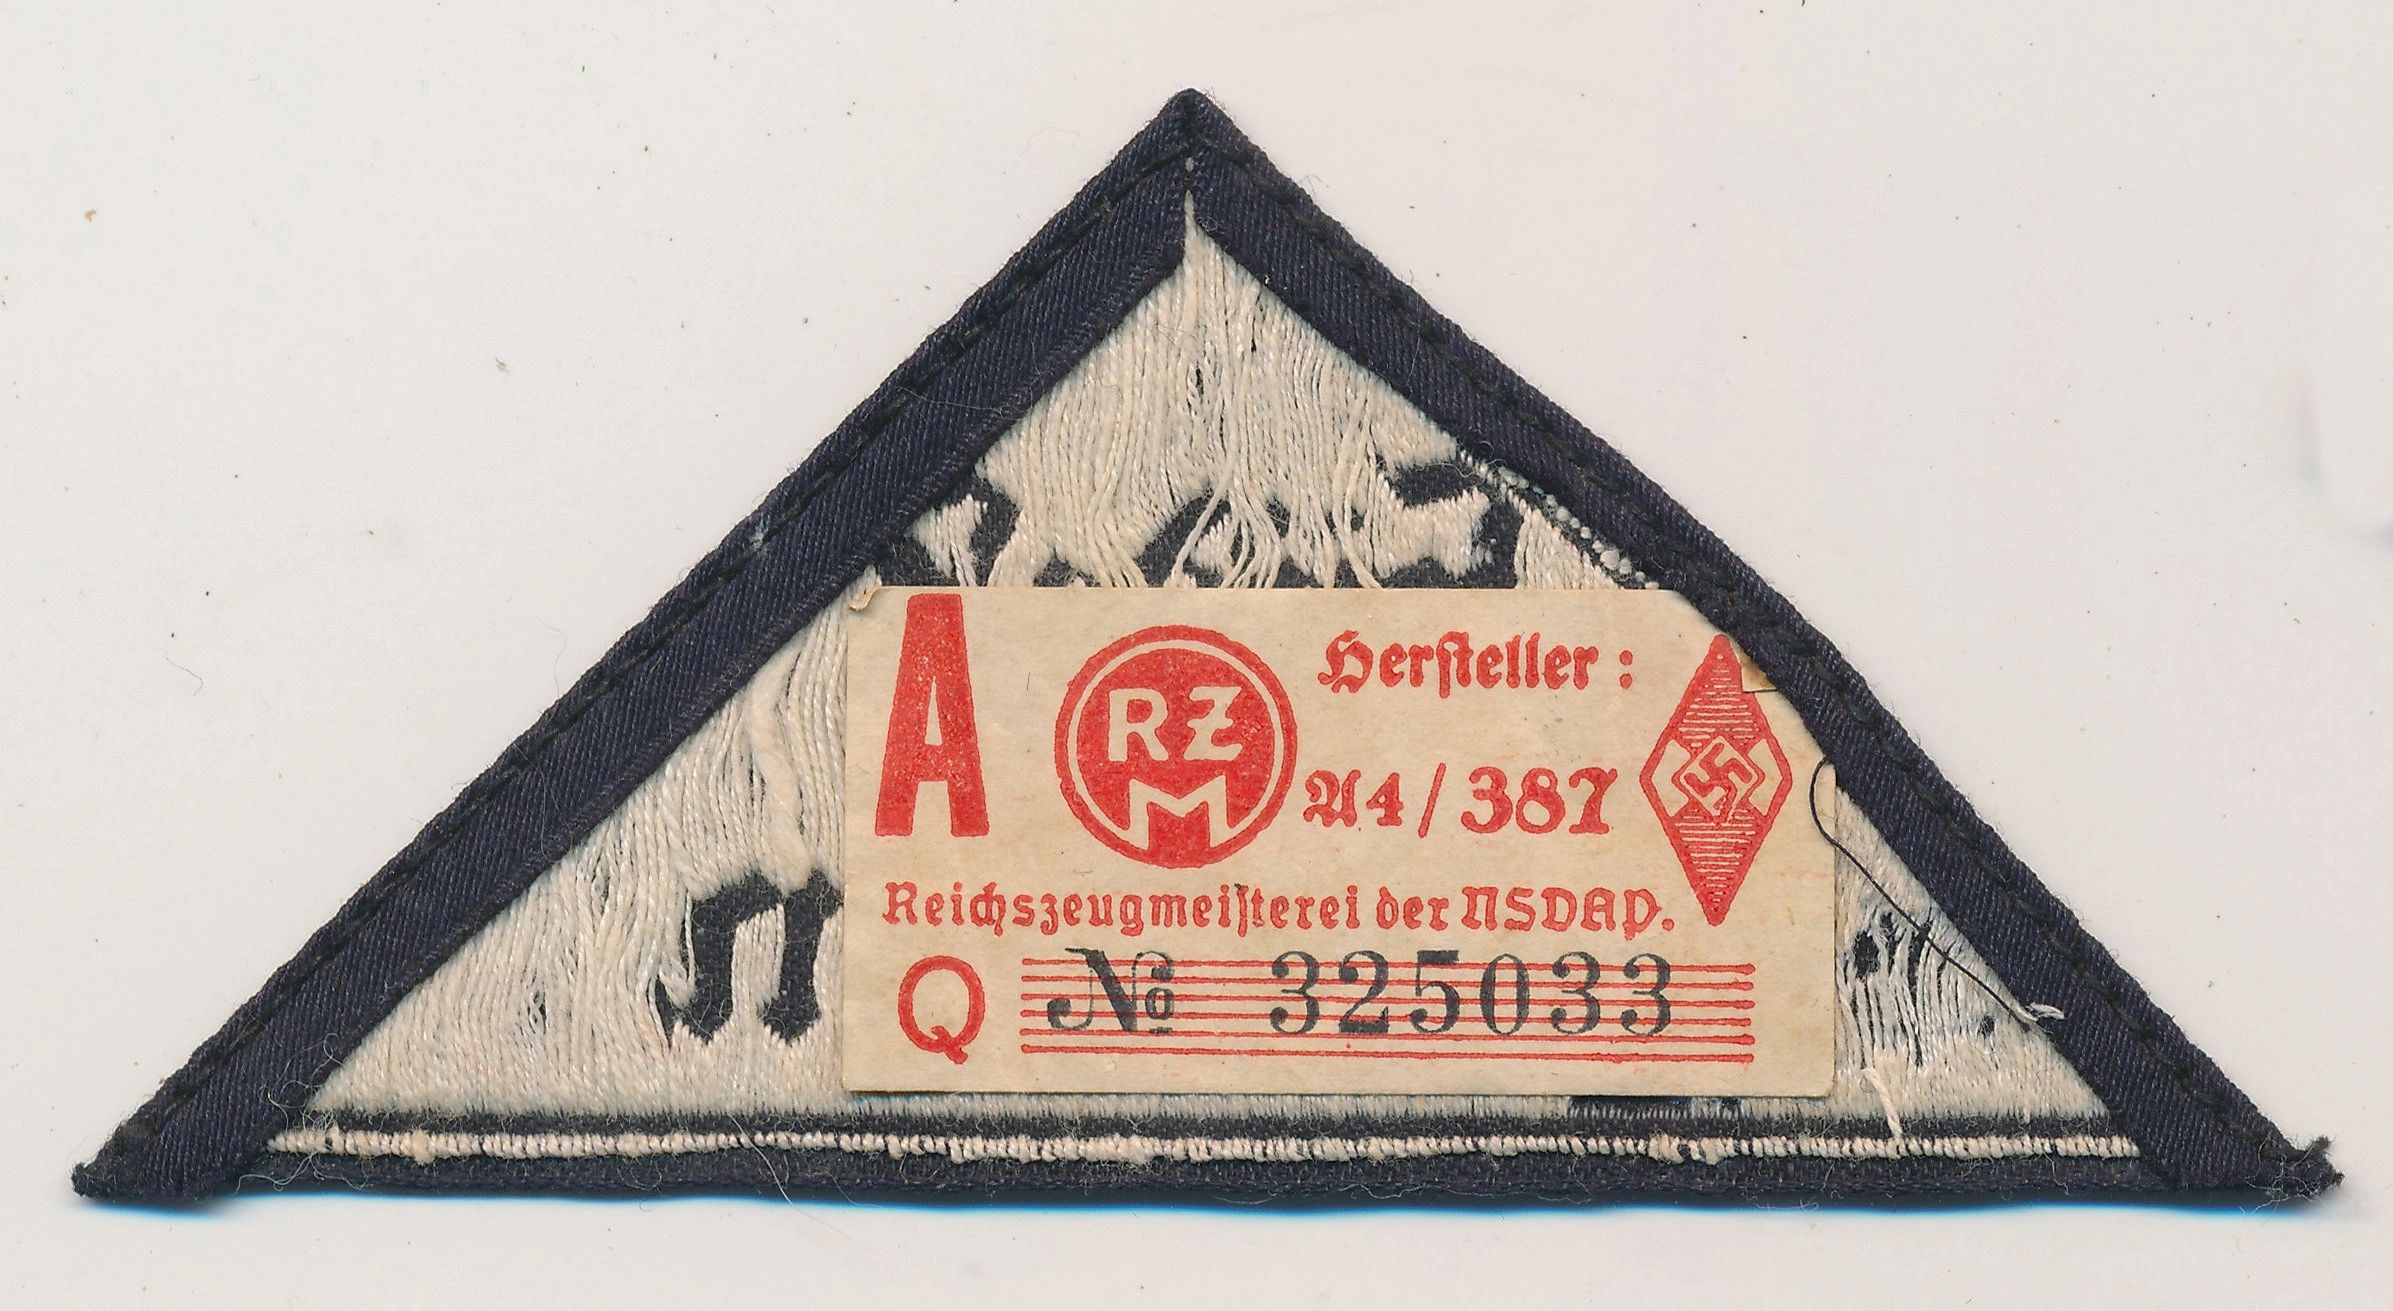 A
RZM
Hersteller:
A4/387
Reichszeugmeisterei der NSDAP.
Q № 325033